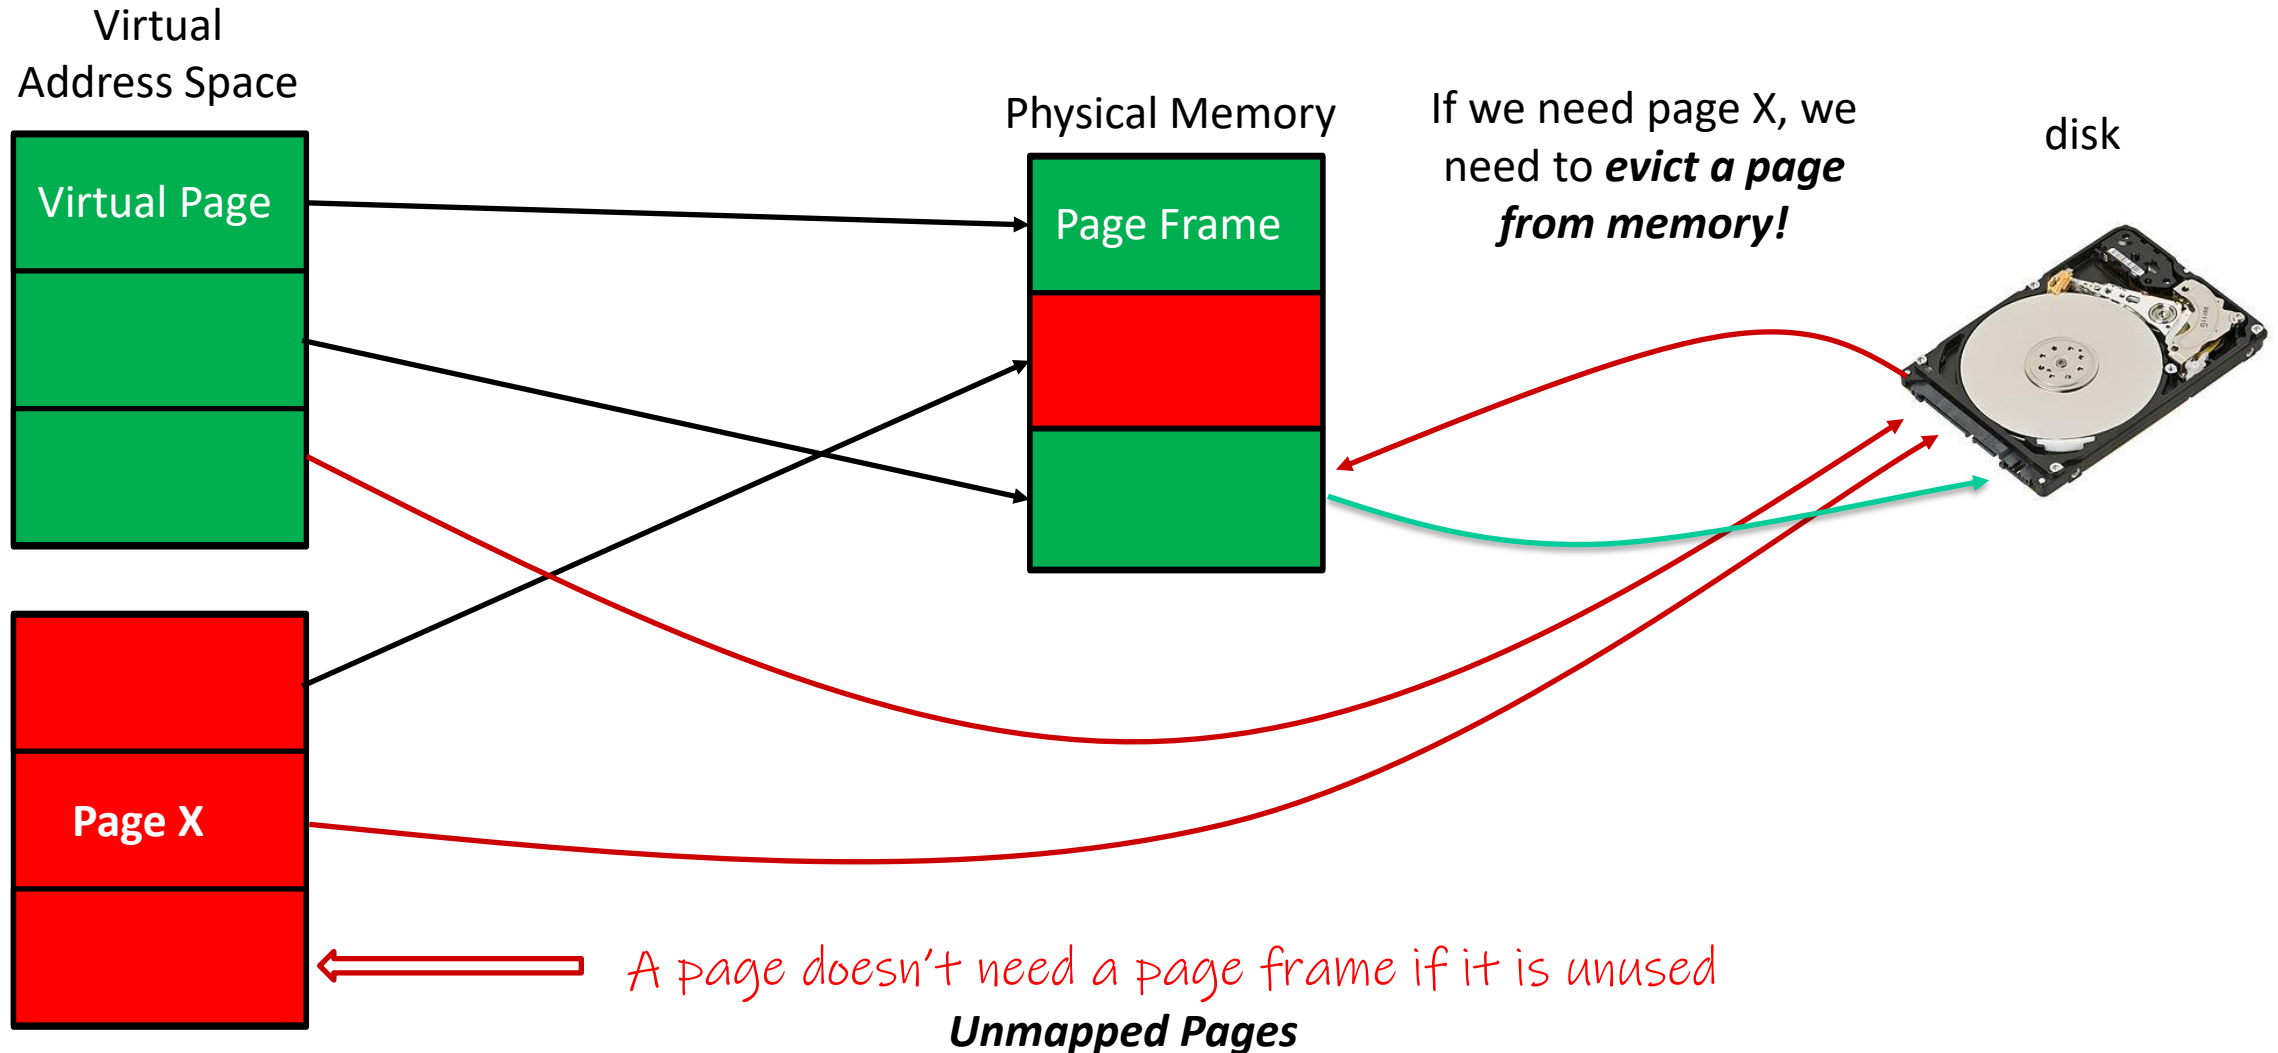 Virtual
Address Space
Virtual Page
Page X
Physical Memory
Page Frame
If we need page X, we
need to evict a page
from memory!
disk
A page doesn't need a page frame if it is unused
Unmapped Pages